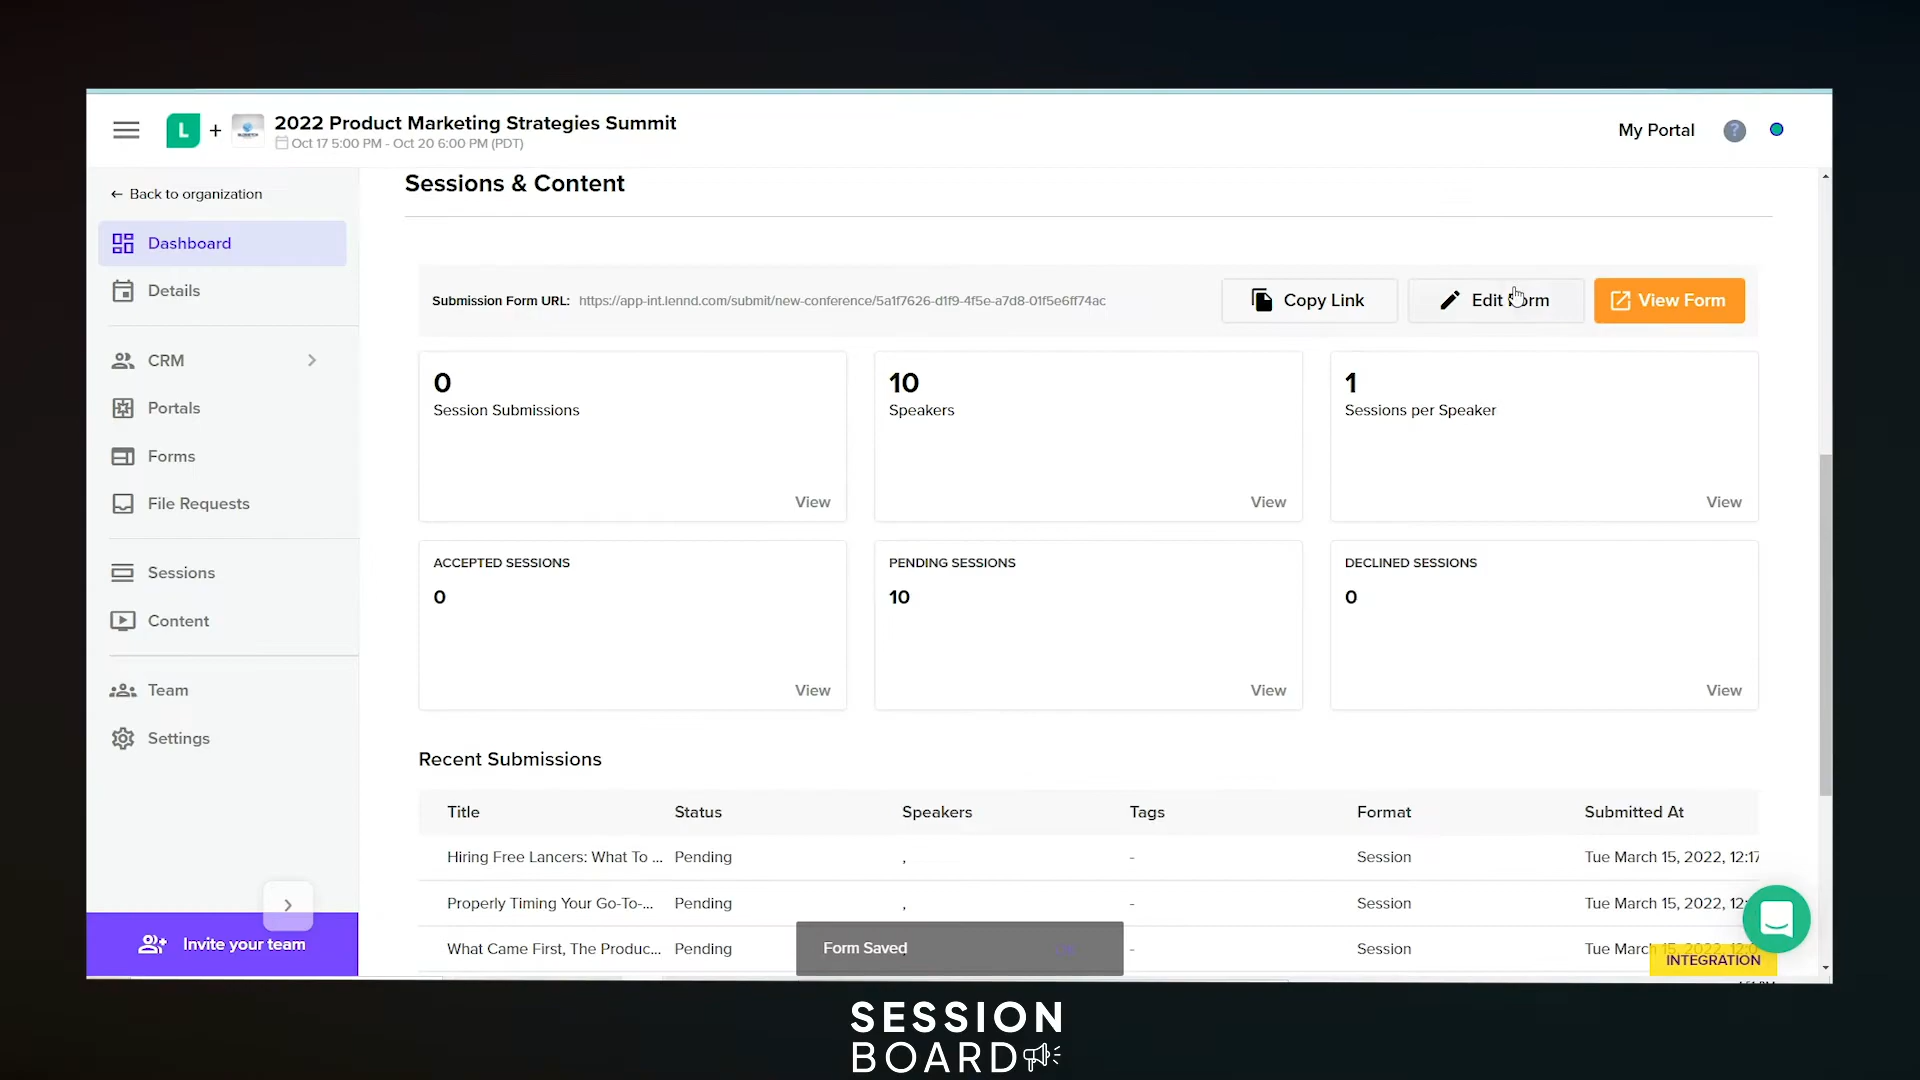 L + 2022 Product Marketing Strategies Summit
Oct 17 5:00 PM - Oct 20 6:00 PM (PDT)
My Portal
?
Back to organization
Dashboard
Details
CRM
Portals
Forms
File Requests
Sessions
Content
Team
Settings
Invite your team
Sessions & Content
Submission Form URL: https://app-int.lennd.com/submit/new-conference/5a1f7626-d1f9-4f5e-a7d8-01f5e6ff74ac
Copy Link
Edit Form
View Form
0
Session Submissions
View
10
Speakers
View
1
Sessions per Speaker
View
ACCEPTED SESSIONS
0
View
PENDING SESSIONS
10
View
DECLINED SESSIONS
0
View
Recent Submissions
Title Status Speakers Tags Format Submitted At
Hiring Free Lancers: What To ... Pending , - Session Tue March 15, 2022, 12:17
Properly Timing Your Go-To-... Pending , - Session Tue March 15, 2022, 12:
What Came First, The Produc... Pending - Session Tue March 15, 2022, 12:0
Form Saved
INTEGRATION
SESSION
BOARD